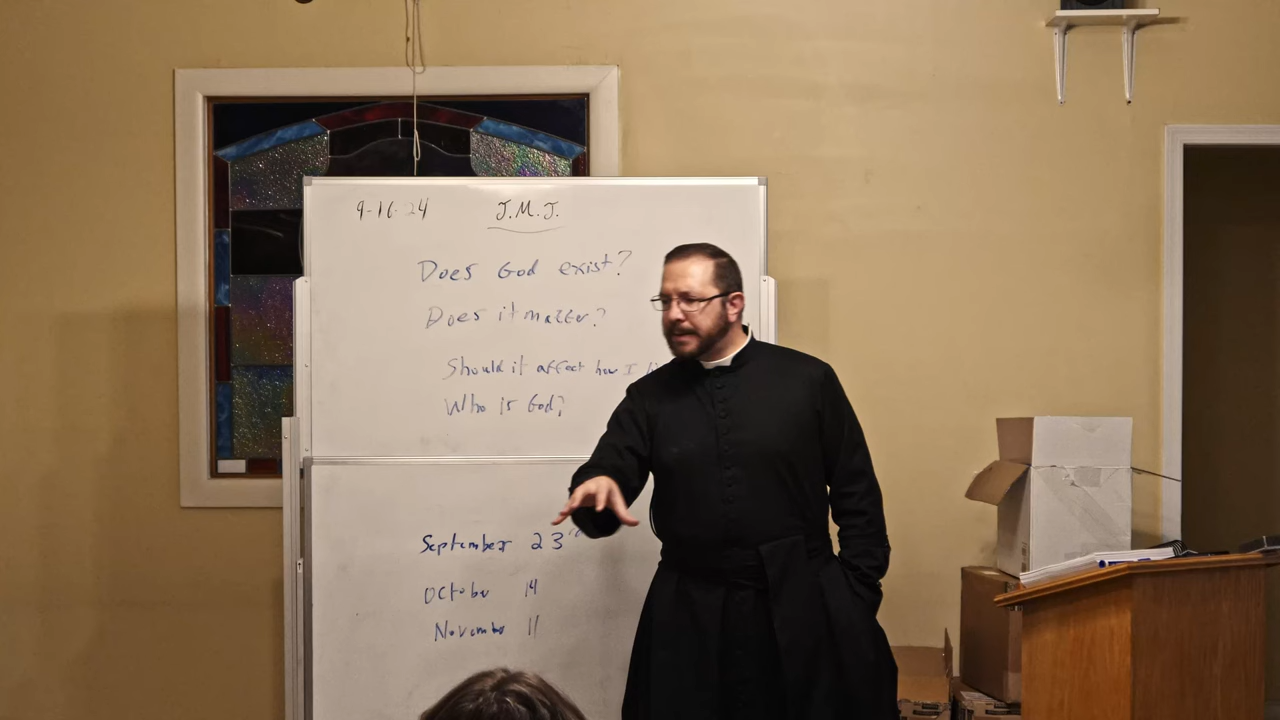 9-16-24 J.M.J.
Does God exist?
Does it matter?
Should it affect how I
Who is God?
September 23
October 14
November 11